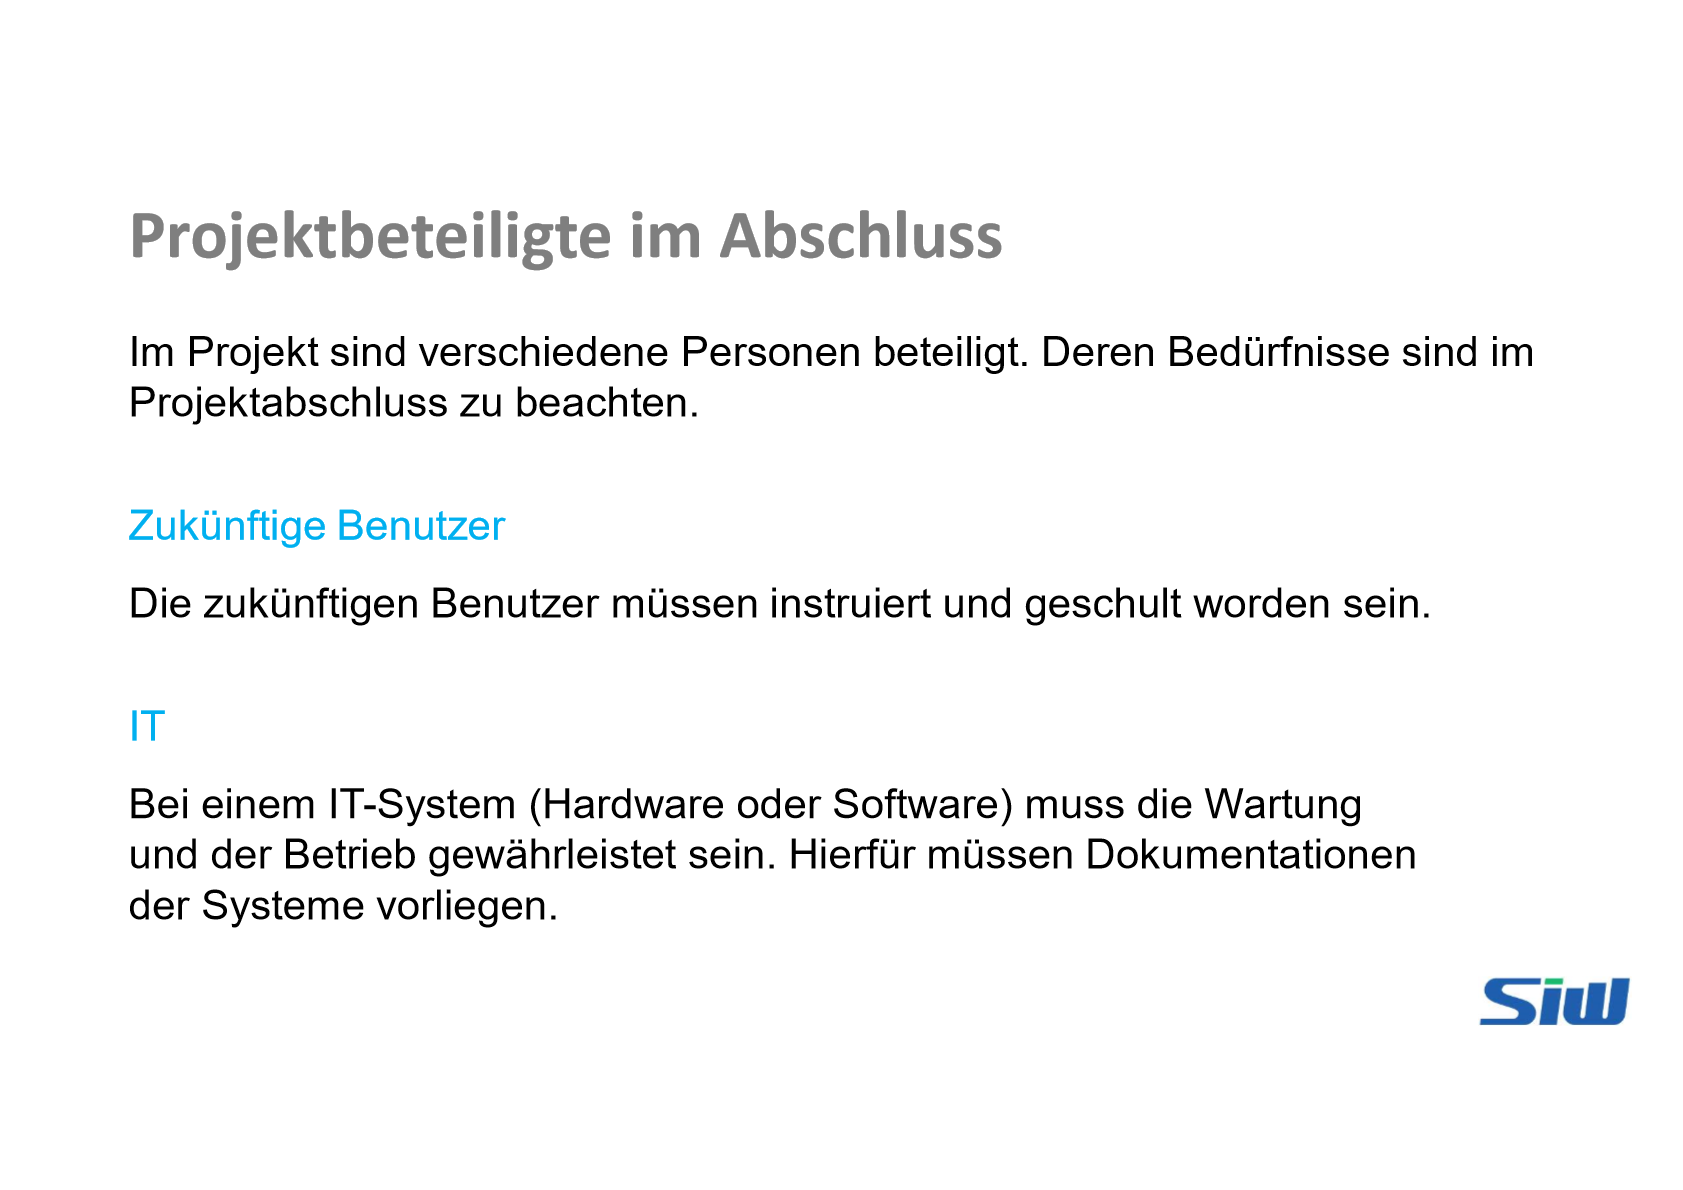 Projektbeteiligte im Abschluss
Im Projekt sind verschiedene Personen beteiligt. Deren Bedürfnisse sind im
Projektabschluss zu beachten.
Zukünftige Benutzer
Die zukünftigen Benutzer müssen instruiert und geschult worden sein.
IT
Bei einem IT-System (Hardware oder Software) muss die Wartung
und der Betrieb gewährleistet sein. Hierfür müssen Dokumentationen
der Systeme vorliegen.
Siw